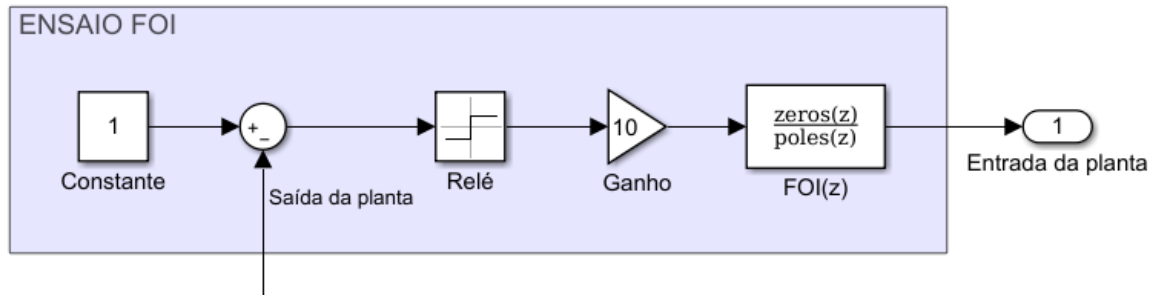 ENSAIO FOI
1
Constante
+
−
Saída da planta
Relé
10
Ganho
zeros(z)
poles(z)
FOI(z)
1
Entrada da planta